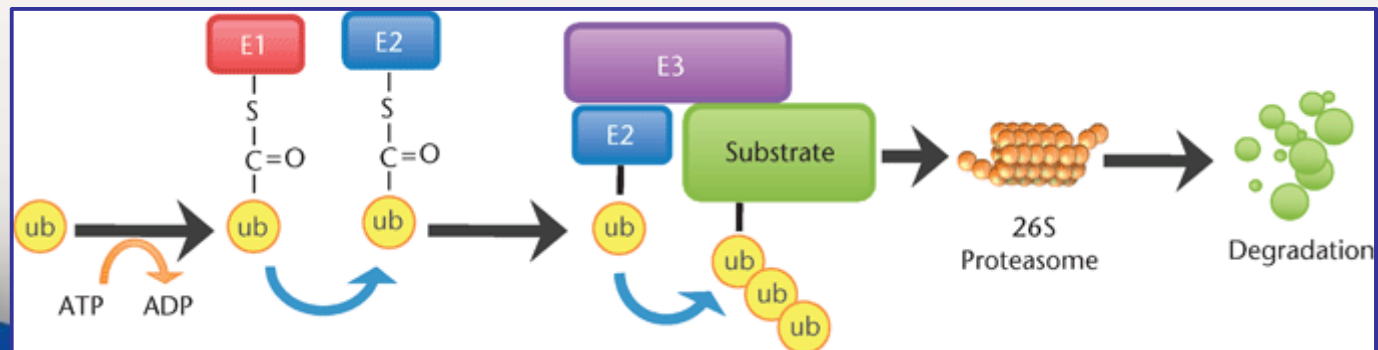 E1
E2
E3
S
S
C=O
C=O
E2
Substrate
ub
ub
ub
ub
ub
ub
ub
ATP
ADP
26S
Proteasome
Degradation